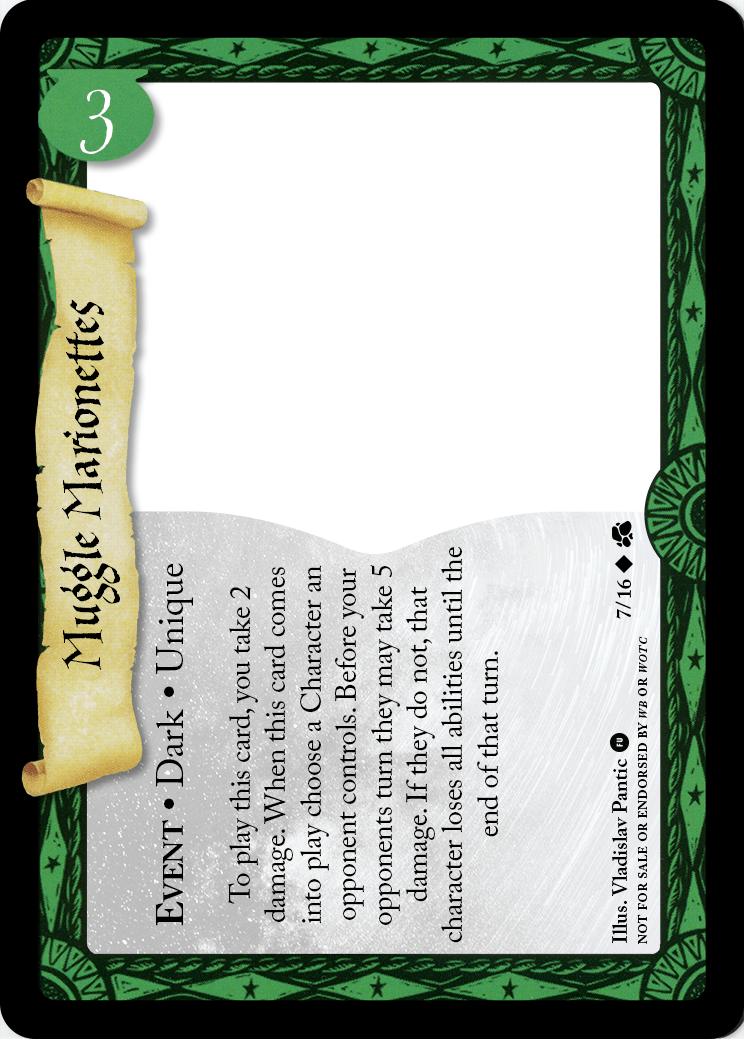 3
Muggle Marionettes
EVENT • Dark • Unique
To play this card, you take 2
damage. When this card comes
into play choose a Character an
opponent controls. Before your
opponents turn they may take 5
damage. If they do not, that
character loses all abilities until the
end of that turn.
Illus. Vladislav Pantic FU
7/16
NOT FOR SALE OR ENDORSED BY WB OR WOTC